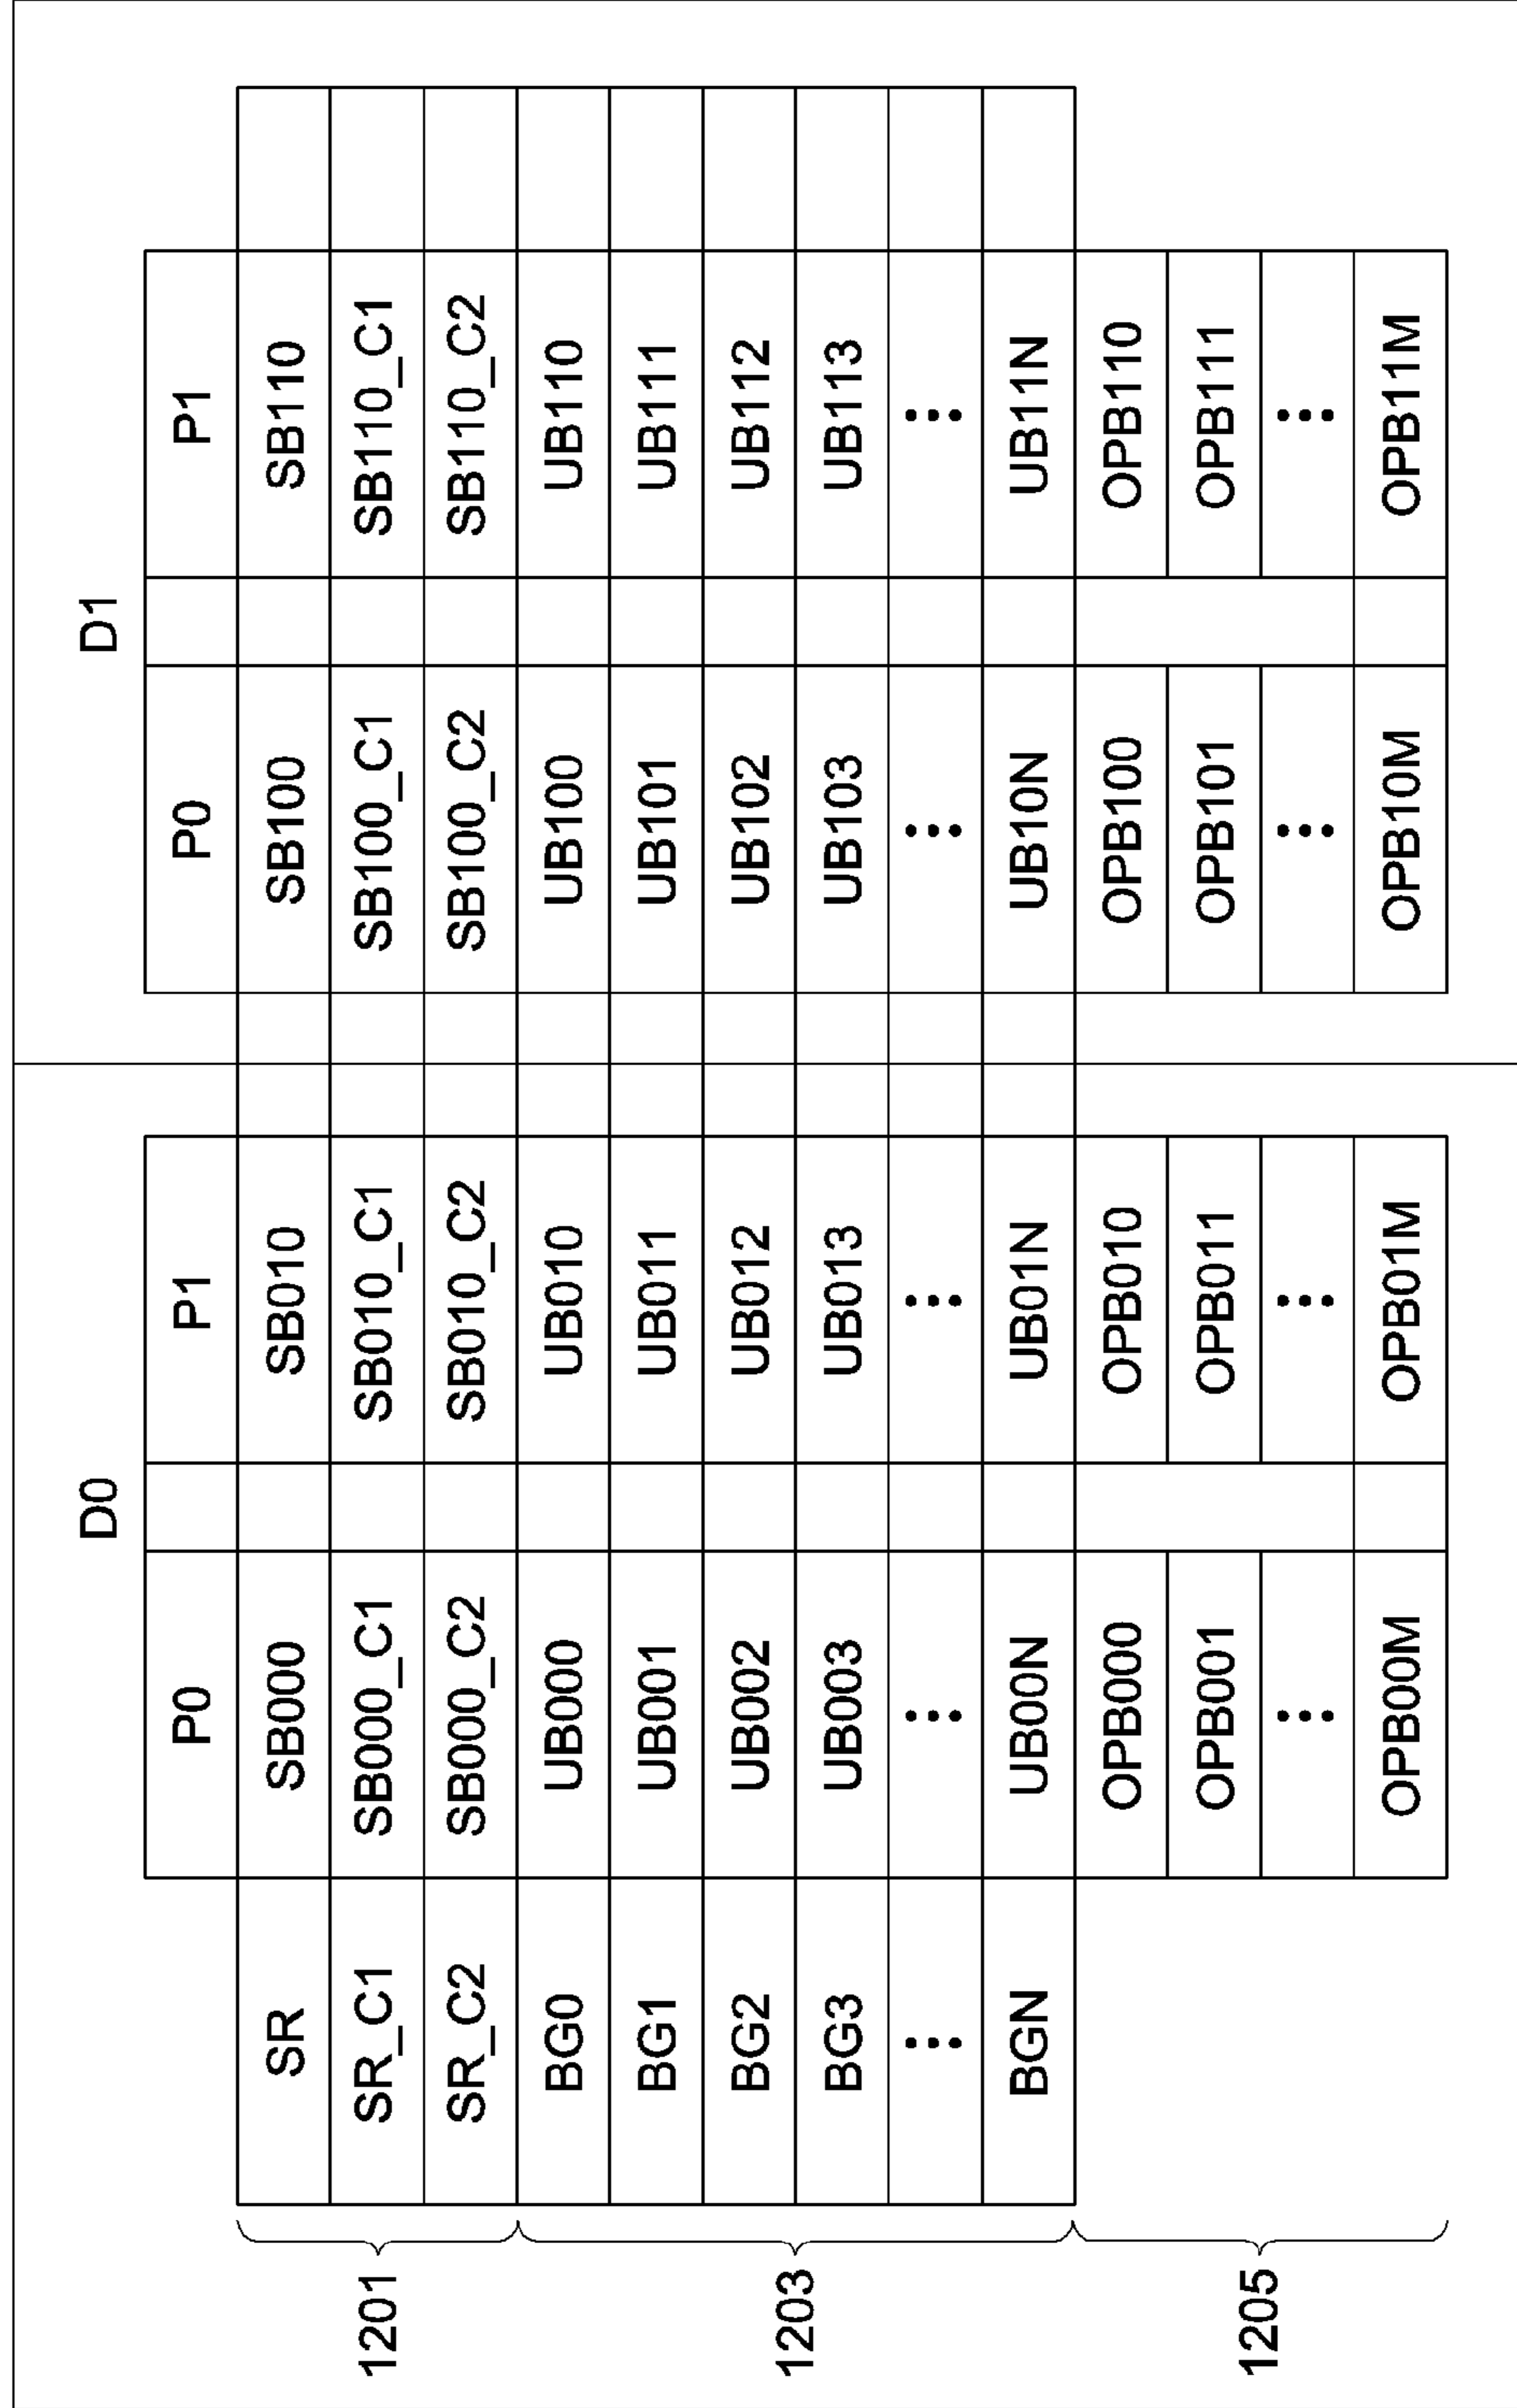 D0 D1
P0 P1 P0 P1
SR SB000 SB010 SB100 SB110
SR_C1 SB000_C1 SB010_C1 SB100_C1 SB110_C1
1201
SR_C2 SB000_C2 SB010_C2 SB100_C2 SB110_C2
BG0 UB000 UB010 UB100 UB110
BG1 UB001 UB011 UB101 UB111
BG2 UB002 UB012 UB102 UB112
1203
BG3 UB003 UB013 UB103 UB113
... ... ... ... ...
BGN UB00N UB01N UB10N UB11N
OPB000 OPB010 OPB100 OPB110
OPB001 OPB011 OPB101 OPB111
1205
... ... ... ...
OPB00M OPB01M OPB10M OPB11M